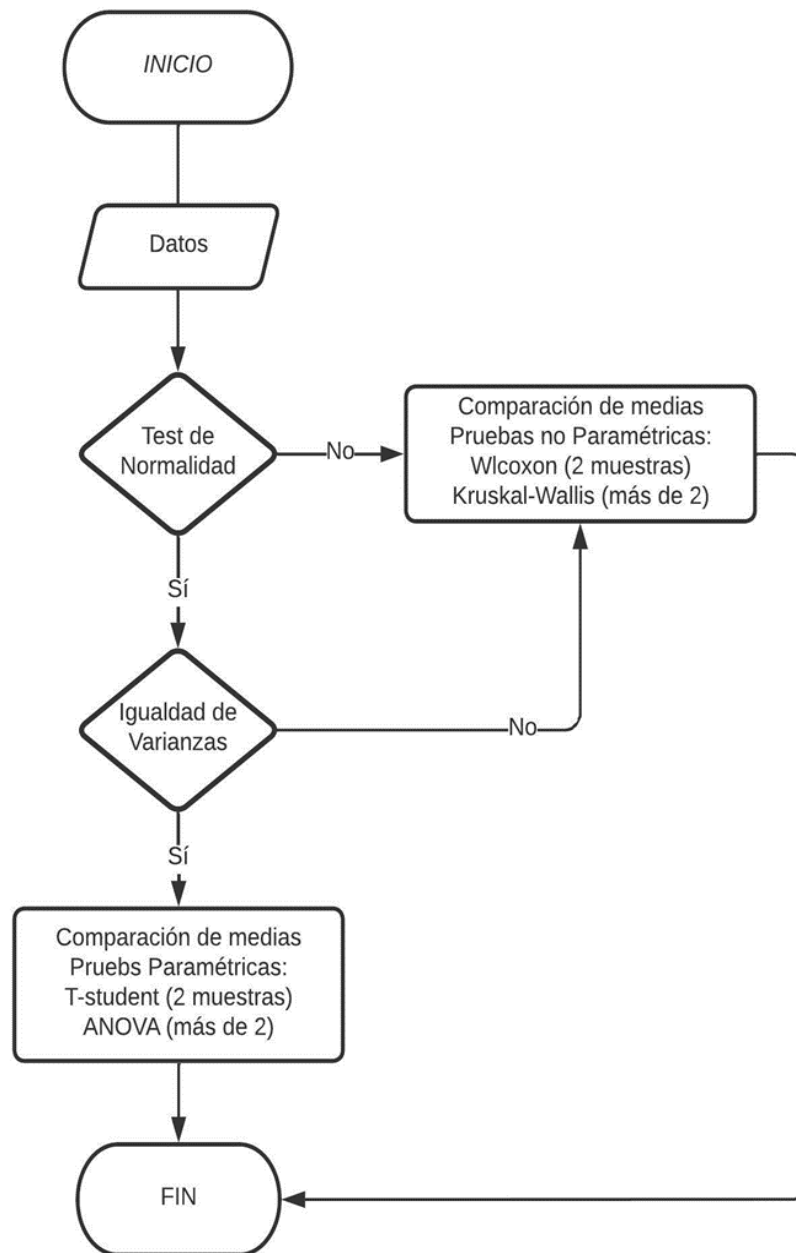 INICIO
Datos
Test de
Normalidad
No
Comparación de medias
Pruebas no Paramétricas:
Wlcoxon (2 muestras)
Kruskal-Wallis (más de 2)
Sí
Igualdad de
Varianzas
No
Sí
Comparación de medias
Pruebs Paramétricas:
T-student (2 muestras)
ANOVA (más de 2)
FIN